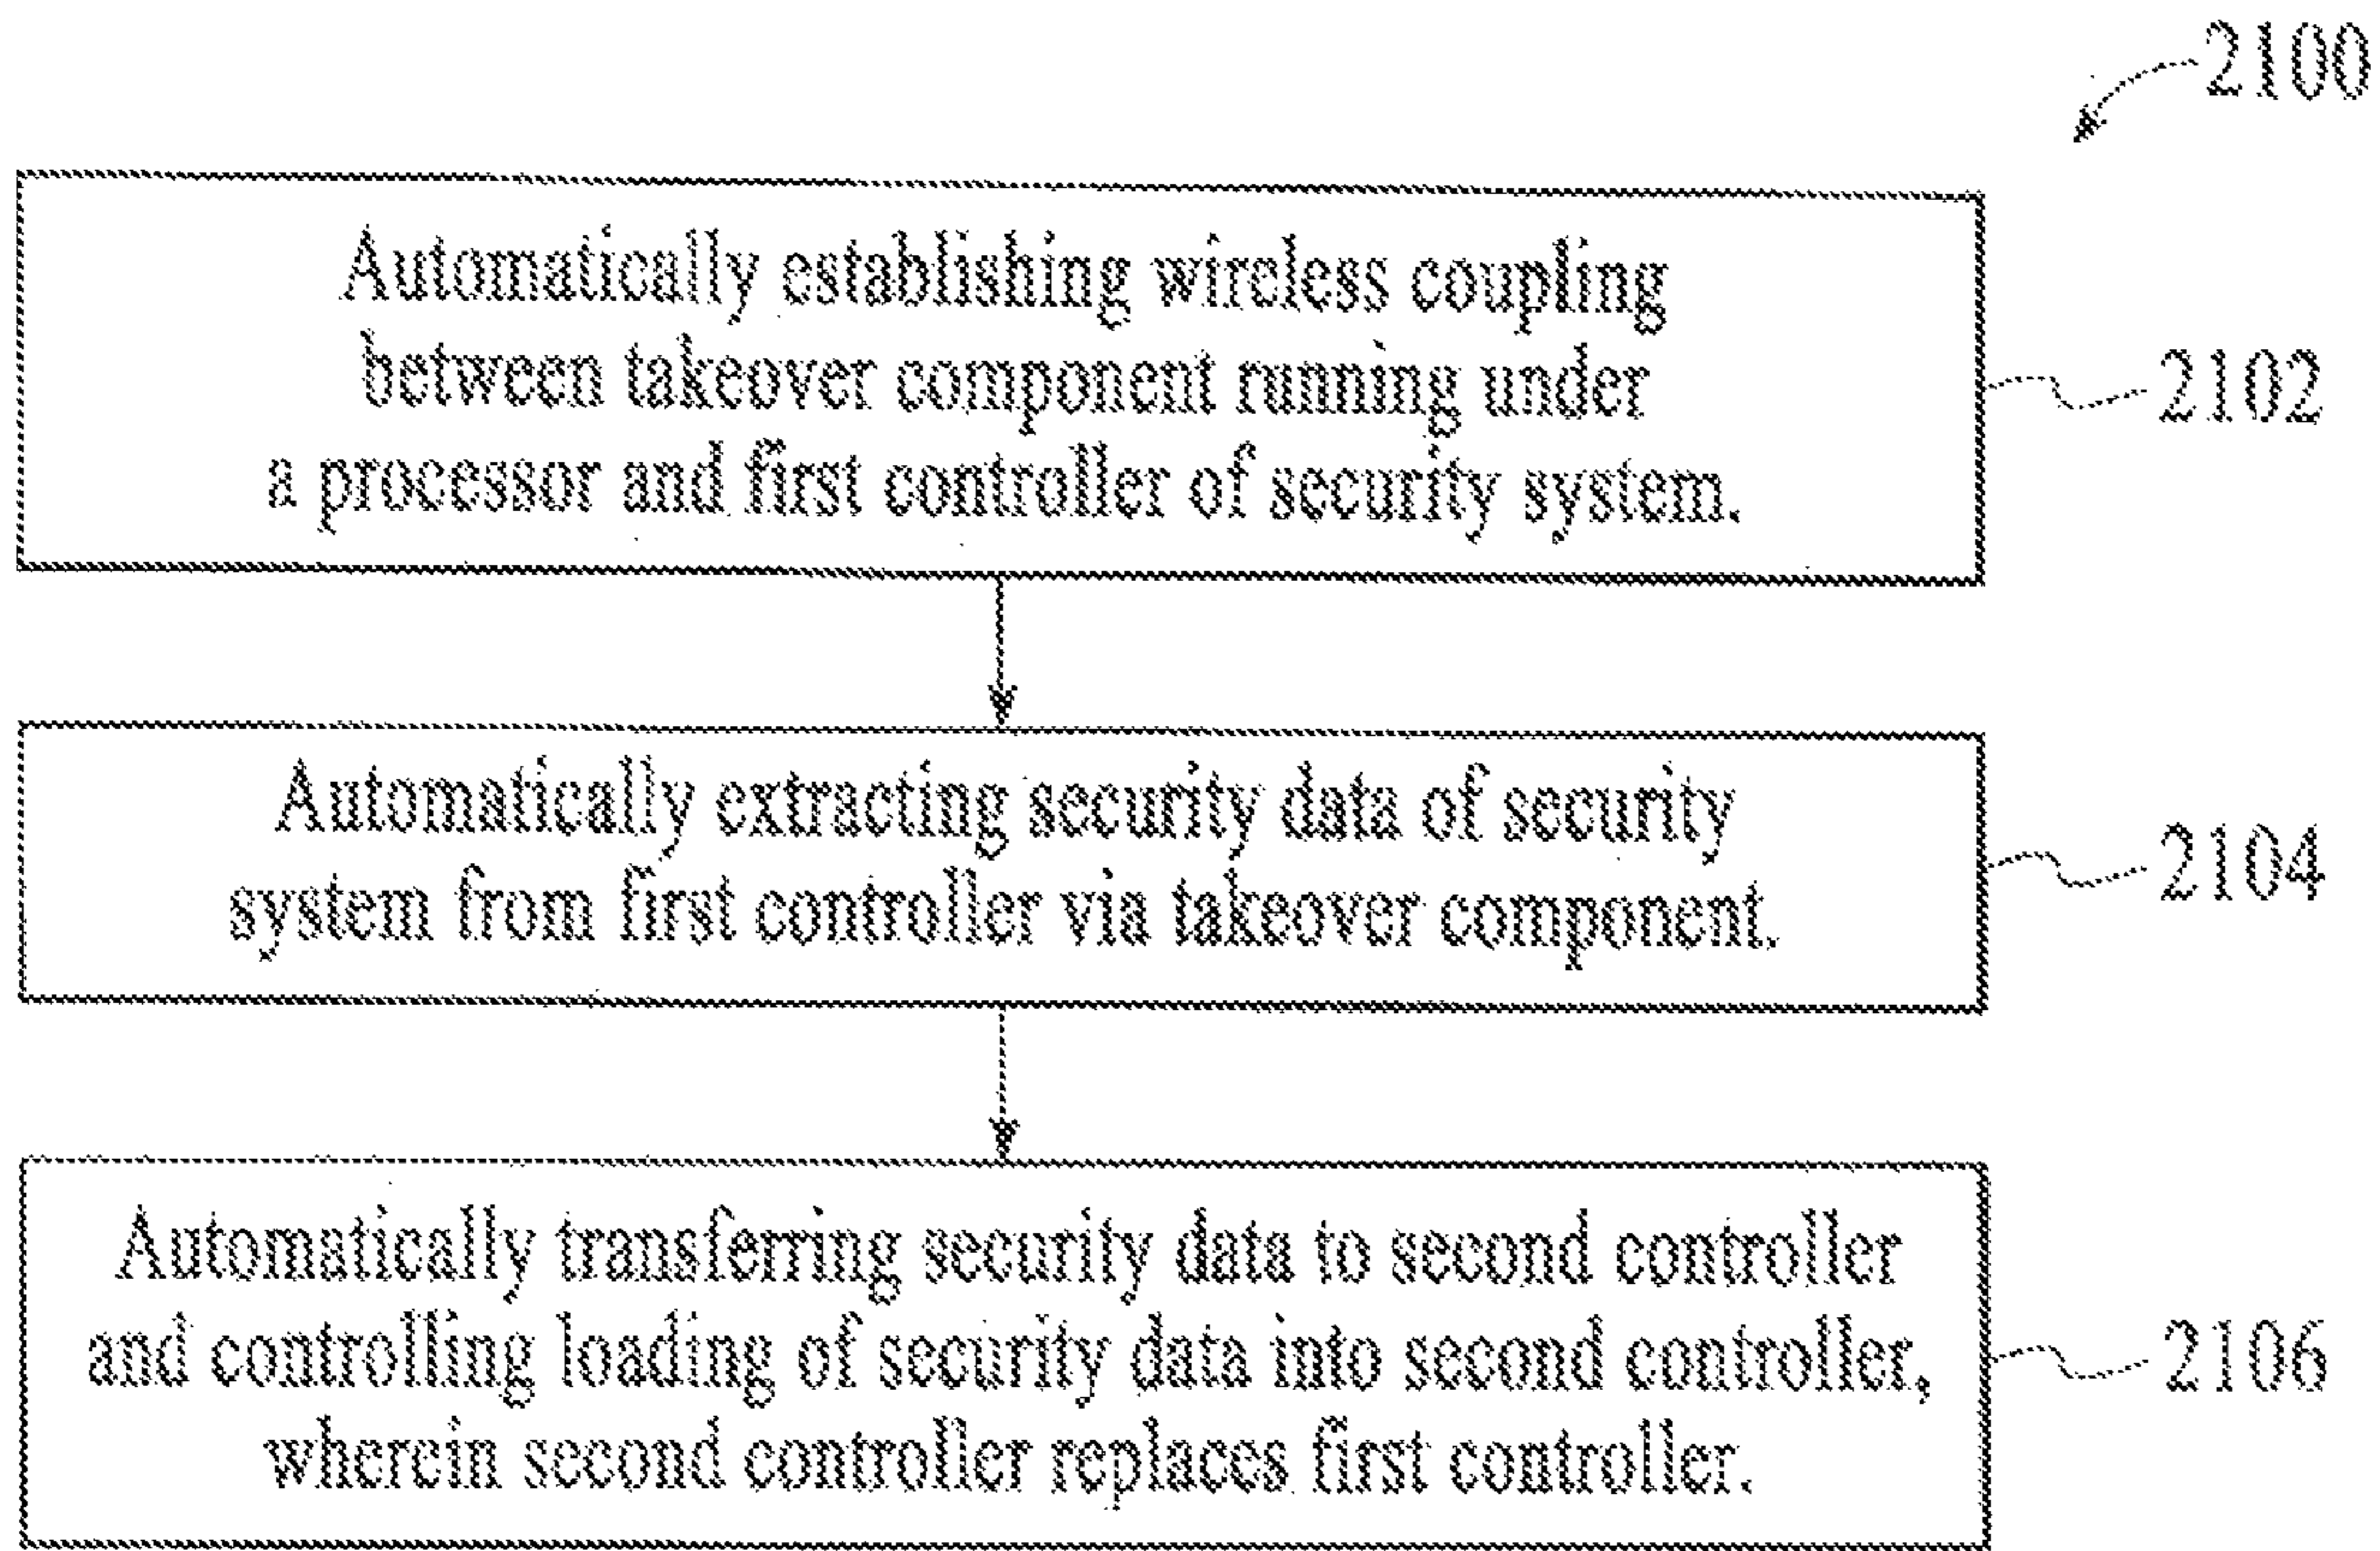 2100
Automatically establishing wireless coupling
between takeover component running under
a processor and first controller of security system.
2102
Automatically extracting security data of security
system from first controller via takeover component.
2104
Automatically transferring security data to second controller
and controlling loading of security data into second controller,
wherein second controller replaces first controller.
2106